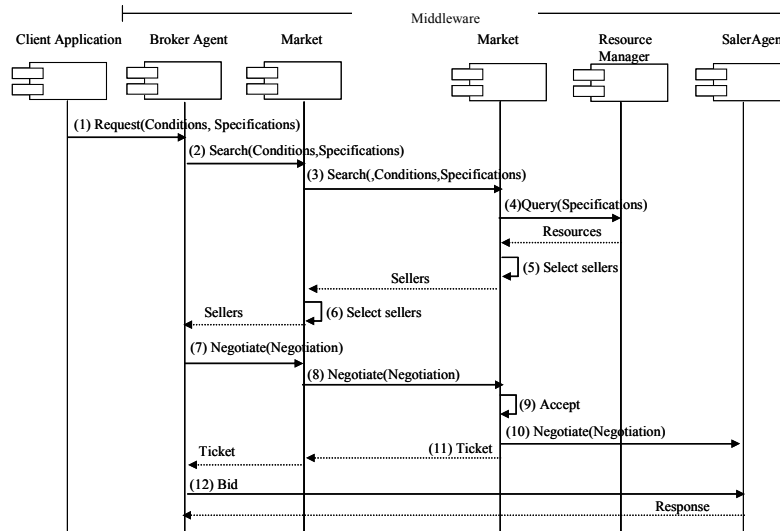 Middleware
Client Application
Broker Agent
Market
Market
Resource
Manager
SalerAgen
(1) Request(Conditions, Specifications)
(2) Search(Conditions,Specifications)
(3) Search(,Conditions,Specifications)
(4)Query(Specifications)
Resources
(5) Select sellers
Sellers
(6) Select sellers
Sellers
(7) Negotiate(Negotiation)
(8) Negotiate(Negotiation)
(9) Accept
(10) Negotiate(Negotiation)
(11) Ticket
Ticket
(12) Bid
Response